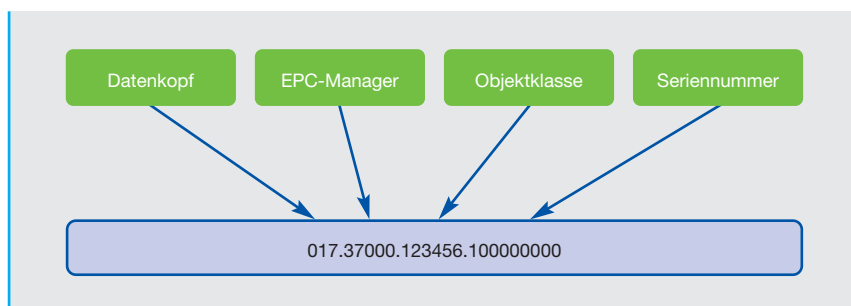 Datenkopf
EPC-Manager
Objektklasse
Seriennummer
017.37000.123456.100000000